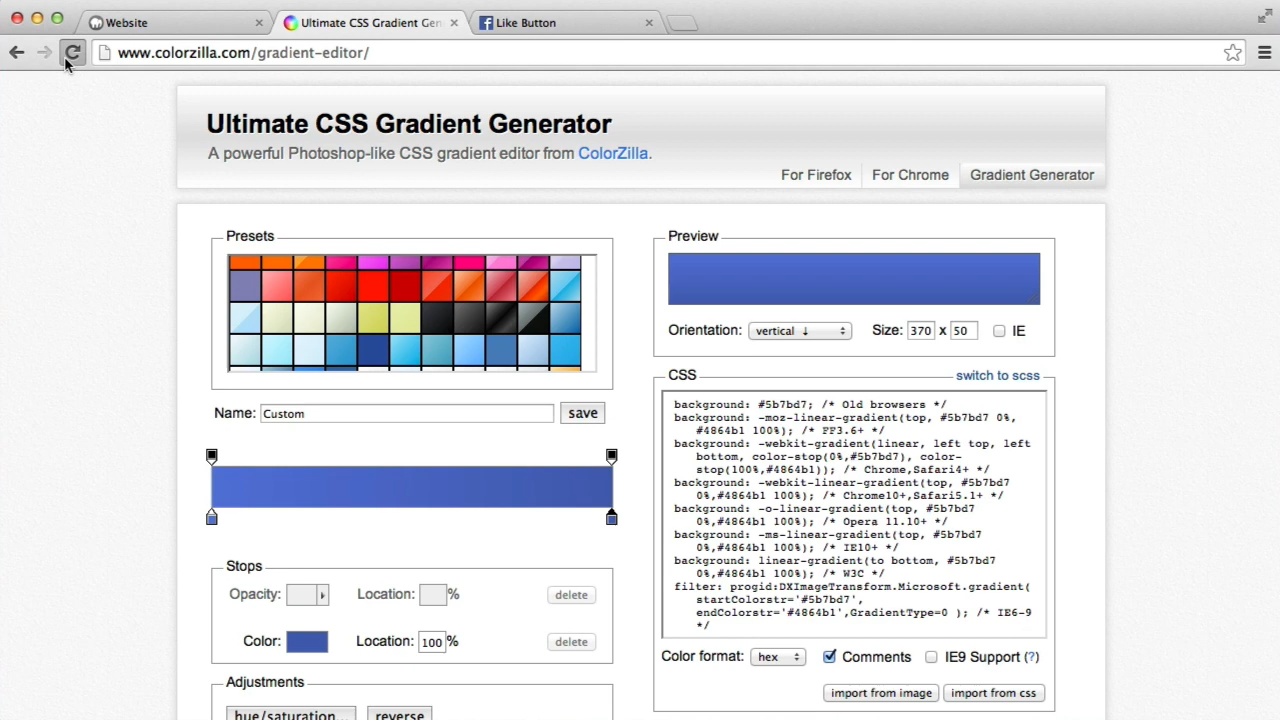 Website
Ultimate CSS Gradient Gen
Like Button
www.colorzilla.com/gradient-editor/
Ultimate CSS Gradient Generator
A powerful Photoshop-like CSS gradient editor from ColorZilla.
For Firefox
For Chrome
Gradient Generator
Presets
Name: Custom
save
Stops
Opacity:
Location: %
delete
Color:
Location: 100 %
delete
Adjustments
hue/saturation...
reverse
Preview
Orientation: vertical ↓
Size: 370 x 50
IE
CSS
switch to scss
background: #5b7bd7; /* Old browsers */
background: -moz-linear-gradient(top, #5b7bd7 0%,
#4864b1 100%); /* FF3.6+ */
background: -webkit-gradient(linear, left top, left
bottom, color-stop(0%,#5b7bd7), color-
stop(100%,#4864b1)); /* Chrome,Safari4+ */
background: -webkit-linear-gradient(top, #5b7bd7
0%,#4864b1 100%); /* Chrome10+,Safari5.1+ */
background: -o-linear-gradient(top, #5b7bd7
0%,#4864b1 100%); /* Opera 11.10+ */
background: -ms-linear-gradient(top, #5b7bd7
0%,#4864b1 100%); /* IE10+ */
background: linear-gradient(to bottom, #5b7bd7
0%,#4864b1 100%); /* W3C */
filter: progid:DXImageTransform.Microsoft.gradient(
startColorstr='#5b7bd7',
endColorstr='#4864b1',GradientType=0 ); /* IE6-9
*/
Color format: hex
Comments
IE9 Support (?)
import from image
import from css